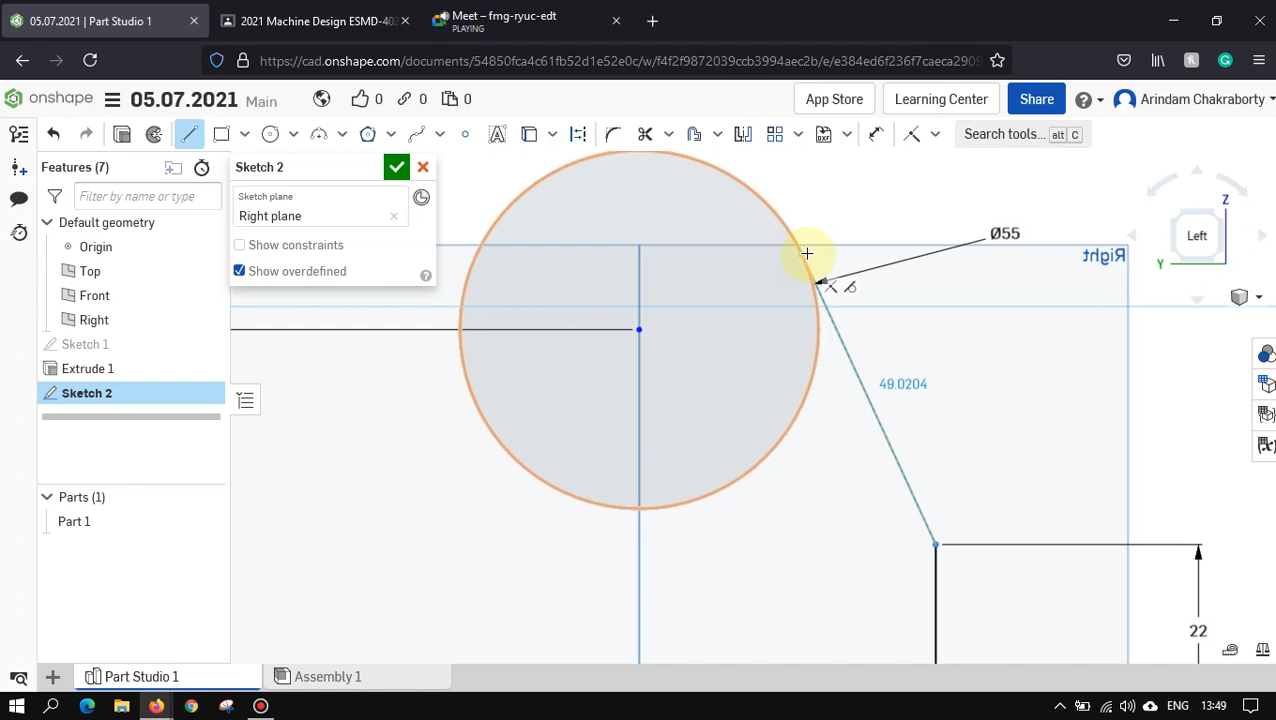 05.07.2021 | Part Studio 1
2021 Machine Design ESMD-402
Meet – fmg-ryuc-edt
PLAYING
https://cad.onshape.com/documents/54850fca4c61fb52d1e52e0c/w/f4f2f9872039ccb3994aec2b/e/e384ed6f236f7caeca2909
onshape
05.07.2021
Main
0
0
0
App Store
Learning Center
Share
Arindam Chakraborty
Search tools...
alt
C
Features (7)
Filter by name or type
Default geometry
Origin
Top
Front
Right
Sketch 1
Extrude 1
Sketch 2
Parts (1)
Part 1
Sketch 2
Sketch plane
Right plane
Show constraints
Show overdefined
Ø55
Right
49.0204
22
Z
Left
Y
Part Studio 1
Assembly 1
ENG
13:49